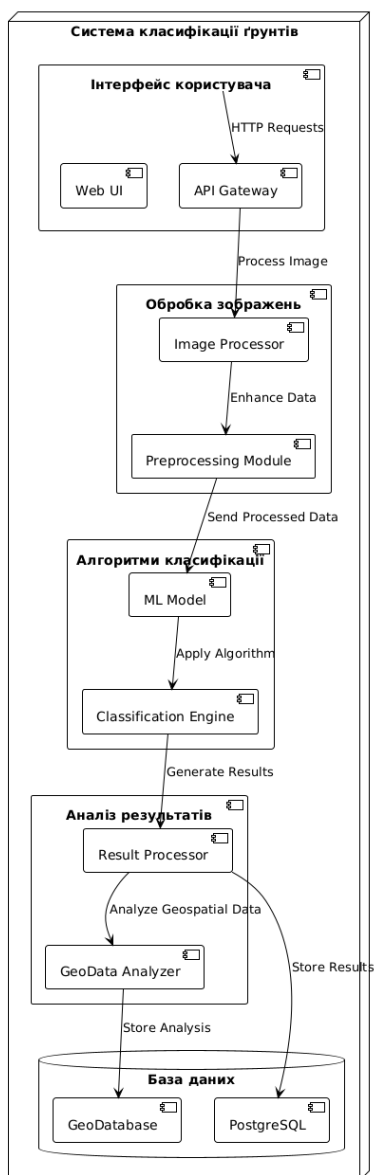 Система класифікації ґрунтів
Інтерфейс користувача
HTTP Requests
Web UI
API Gateway
Process Image
Обробка зображень
Image Processor
Enhance Data
Preprocessing Module
Send Processed Data
Алгоритми класифікації
ML Model
Apply Algorithm
Classification Engine
Generate Results
Аналіз результатів
Result Processor
Analyze Geospatial Data
GeoData Analyzer
Store Results
Store Analysis
База даних
GeoDatabase
PostgreSQL